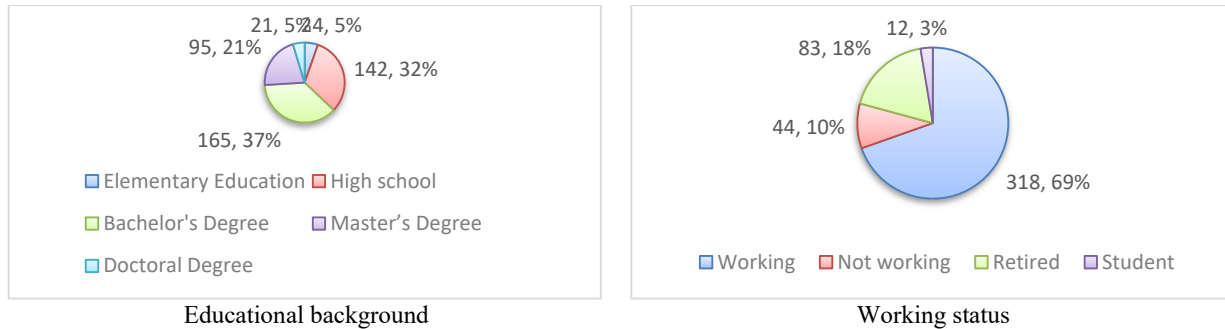 21, 5%
24, 5%
95, 21%
142, 32%
165, 37%
Elementary Education
High school
Bachelor's Degree
Master’s Degree
Doctoral Degree
Educational background
12, 3%
83, 18%
44, 10%
318, 69%
Working
Not working
Retired
Student
Working status